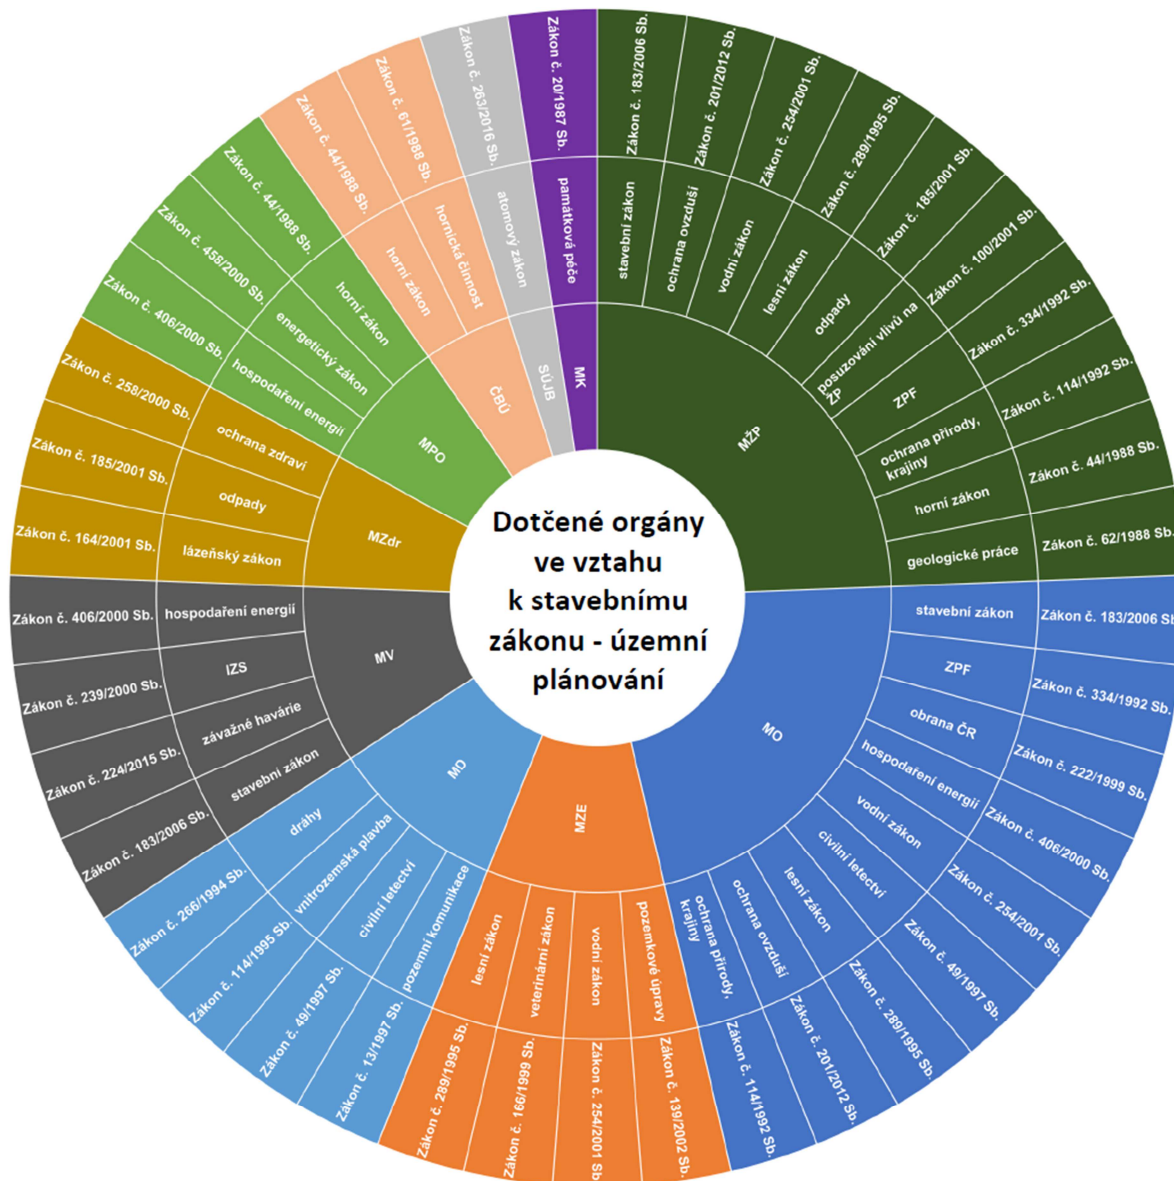 Dotčené orgány
ve vztahu
k stavebnímu
zákonu - územní
plánování
MŽP
stavební zákon
Zákon č. 183/2006 Sb.
ochrana ovzduší
Zákon č. 201/2012 Sb.
vodní zákon
Zákon č. 254/2001 Sb.
lesní zákon
Zákon č. 289/1995 Sb.
odpady
Zákon č. 185/2001 Sb.
posuzování vlivů na
ŽP
Zákon č. 100/2001 Sb.
ZPF
Zákon č. 334/1992 Sb.
ochrana přírody,
krajiny
Zákon č. 114/1992 Sb.
horní zákon
Zákon č. 44/1988 Sb.
geologické práce
Zákon č. 62/1988 Sb.
MO
stavební zákon
Zákon č. 183/2006 Sb.
ZPF
Zákon č. 334/1992 Sb.
obrana ČR
Zákon č. 222/1999 Sb.
hospodaření energií
Zákon č. 406/2000 Sb.
vodní zákon
Zákon č. 254/2001 Sb.
civilní letectví
Zákon č. 49/1997 Sb.
lesní zákon
Zákon č. 289/1995 Sb.
ochrana ovzduší
Zákon č. 201/2012 Sb.
ochrana přírody,
krajiny
Zákon č. 114/1992 Sb.
MZE
pozemkové úpravy
Zákon č. 139/2002 Sb.
vodní zákon
Zákon č. 254/2001 Sb
veterinární zákon
Zákon č. 166/1999 Sb.
lesní zákon
Zákon č. 289/1995 Sb.
MD
pozemní komunikace
Zákon č. 13/1997 Sb.
civilní letectví
Zákon č. 49/1997 Sb.
vnitrozemská plavba
Zákon č. 114/1995 Sb.
dráhy
Zákon č. 266/1994 Sb.
MV
stavební zákon
Zákon č. 183/2006 Sb.
závažné havárie
Zákon č. 224/2015 Sb.
IZS
Zákon č. 239/2000 Sb.
hospodaření energií
Zákon č. 406/2000 Sb.
MZdr
lázeňský zákon
Zákon č. 164/2001 Sb.
odpady
Zákon č. 185/2001 Sb.
ochrana zdraví
Zákon č. 258/2000 Sb.
MPO
hospodaření energií
Zákon č. 406/2000 Sb.
energetický zákon
Zákon č. 458/2000 Sb.
horní zákon
Zákon č. 44/1988 Sb.
ČBÚ
horní zákon
Zákon č. 44/1988 Sb.
hornická činnost
Zákon č. 61/1988 Sb.
SÚJB
atomový zákon
Zákon č. 263/2016 Sb.
MK
památková péče
Zákon č. 20/1987 Sb.